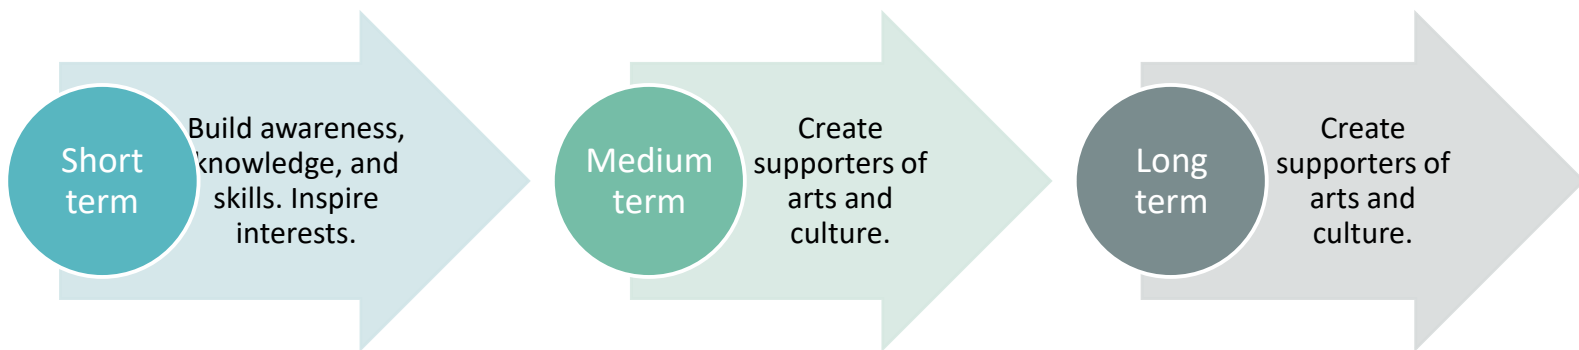 Short
term
Build awareness,
knowledge, and
skills. Inspire
interests.
Medium
term
Create
supporters of
arts and
culture.
Long
term
Create
supporters of
arts and
culture.